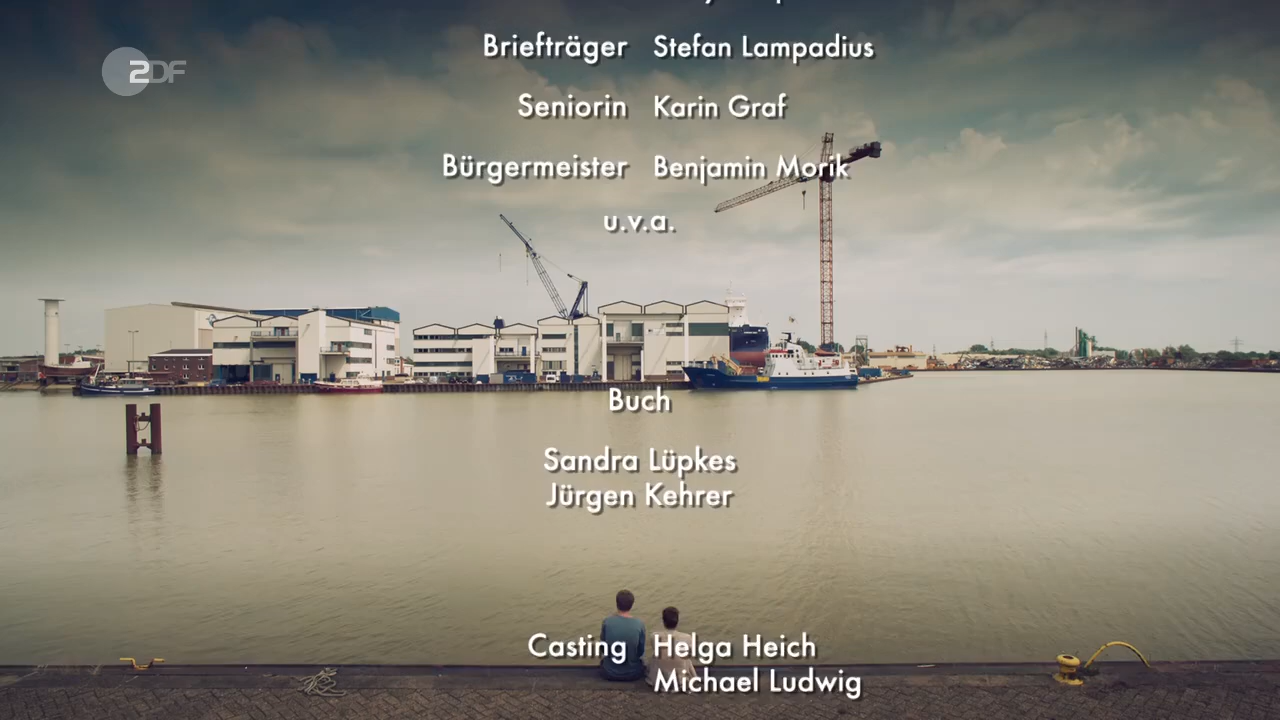 ZDF
Briefträger Stefan Lampadius
Seniorin Karin Graf
Bürgermeister Benjamin Morik
u.v.a.
Buch
Sandra Lüpkes
Jürgen Kehrer
Casting Helga Heich
Michael Ludwig